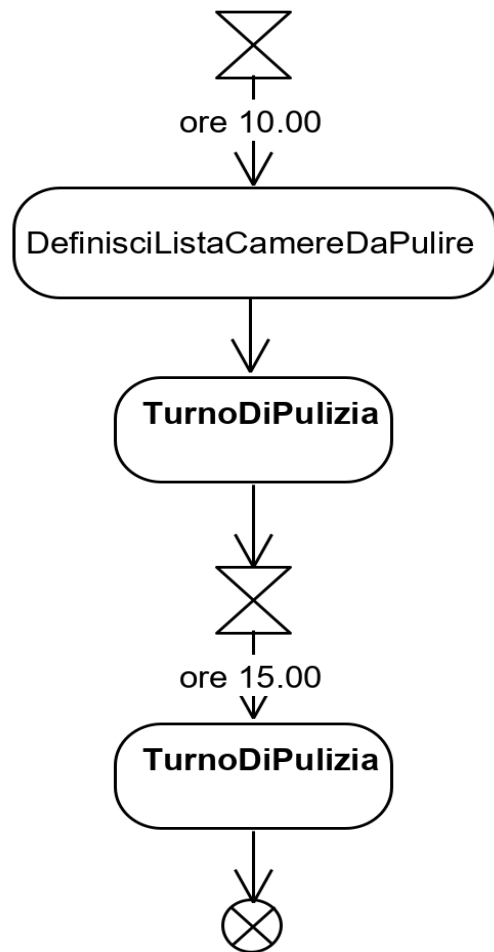 ore 10.00
DefinisciListaCamereDaPulire
TurnoDiPulizia
ore 15.00
TurnoDiPulizia